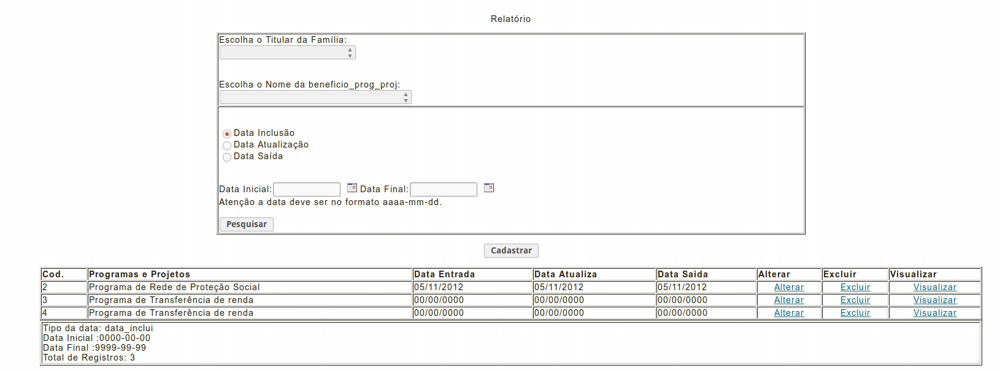 Relatório
Escolha o Titular da Família:
Escolha o Nome da beneficio_prog_proj:
Data Inclusão
Data Atualização
Data Saída
Data Inicial: Data Final:
Atenção a data deve ser no formato aaaa-mm-dd.
Pesquisar
Cadastrar
Cod. Programas e Projetos Data Entrada Data Atualiza Data Saida Alterar Excluir Visualizar
2 Programa de Rede de Proteção Social 05/11/2012 05/11/2012 05/11/2012 Alterar Excluir Visualizar
3 Programa de Transferência de renda 00/00/0000 00/00/0000 00/00/0000 Alterar Excluir Visualizar
4 Programa de Transferência de renda 00/00/0000 00/00/0000 00/00/0000 Alterar Excluir Visualizar
Tipo da data: data_inclui
Data Inicial :0000-00-00
Data Final :9999-99-99
Total de Registros: 3